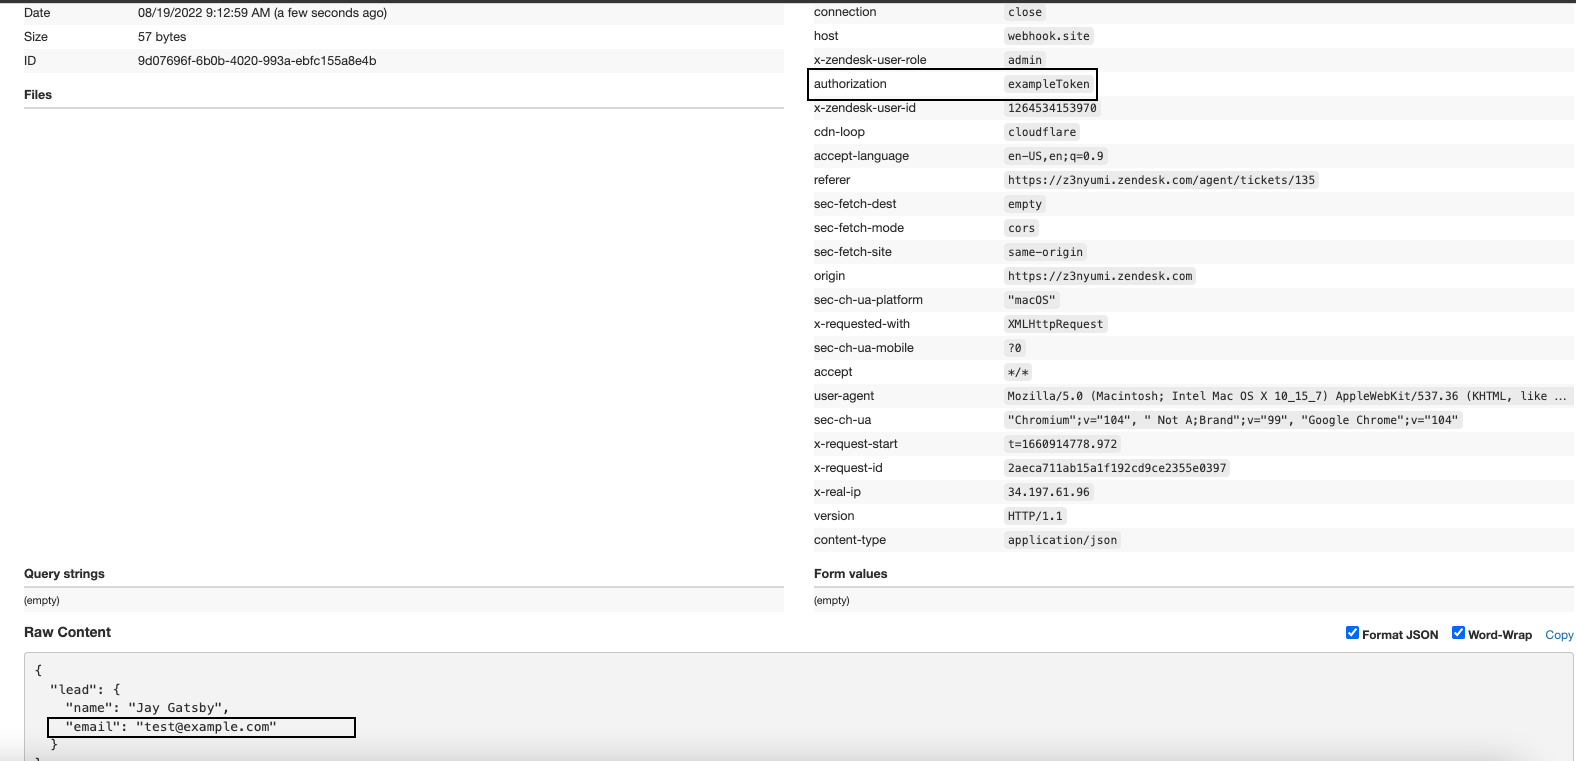 Date 08/19/2022 9:12:59 AM (a few seconds ago)
Size 57 bytes
ID 9d07696f-6b0b-4020-993a-ebfc155a8e4b
Files
connection close
host webhook.site
x-zendesk-user-role admin
authorization exampleToken
x-zendesk-user-id 1264534153970
cdn-loop cloudflare
accept-language en-US,en;q=0.9
referer https://z3nyumi.zendesk.com/agent/tickets/135
sec-fetch-dest empty
sec-fetch-mode cors
sec-fetch-site same-origin
origin https://z3nyumi.zendesk.com
sec-ch-ua-platform "macOS"
x-requested-with XMLHttpRequest
sec-ch-ua-mobile ?0
accept */*
user-agent Mozilla/5.0 (Macintosh; Intel Mac OS X 10_15_7) AppleWebKit/537.36 (KHTML, like ...
sec-ch-ua "Chromium";v="104", " Not A;Brand";v="99", "Google Chrome";v="104"
x-request-start t=1660914778.972
x-request-id 2aeca711ab15a1f192cd9ce2355e0397
x-real-ip 34.197.61.96
version HTTP/1.1
content-type application/json
Query strings
(empty)
Form values
(empty)
Raw Content
Format JSON Word-Wrap Copy
{
"lead": {
"name": "Jay Gatsby",
"email": "test@example.com"
}
}